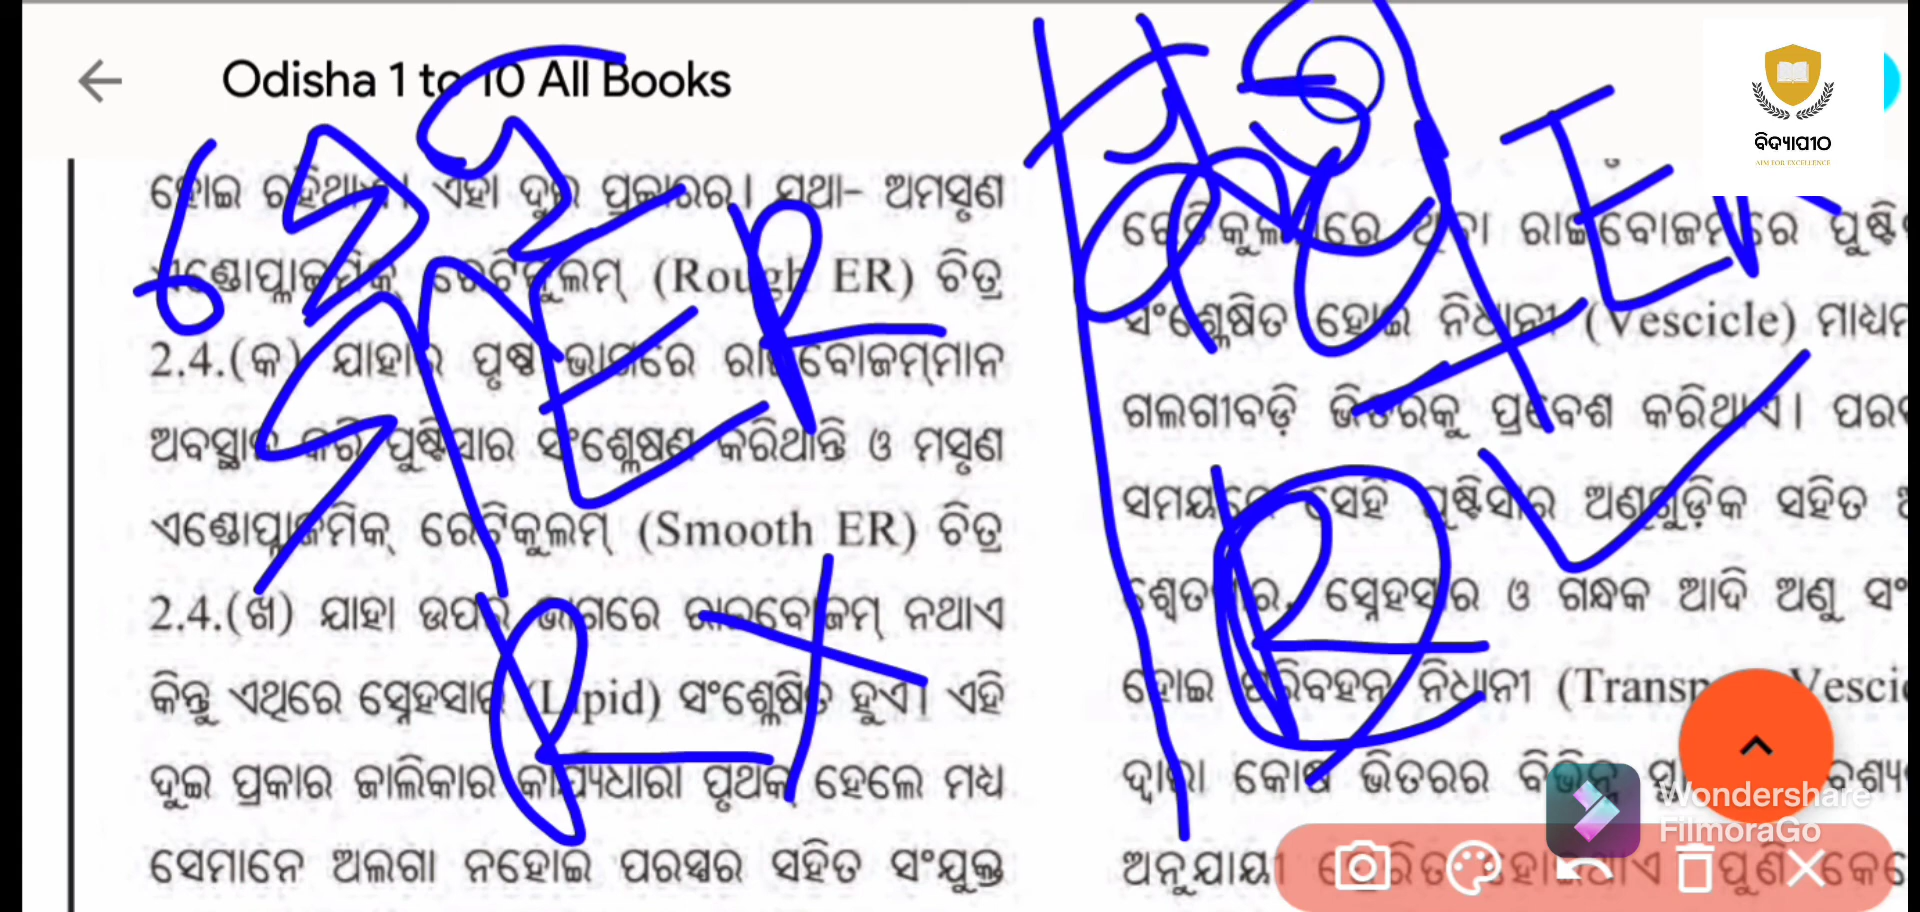 Odisha 1 to 10 All Books
ବିଦ୍ୟାପୀଠ
AIM FOR EXCELLENCE
ହୋଇ ରହିଥାଏ। ଏହା ଦୁଇ ପ୍ରକାରର। ଯଥା– ଅମସୃଣ
ଏଣ୍ଡୋପ୍ଲାଜମିକ୍ ରେଟିକୁଲମ୍ (Rough ER) ଚିତ୍ର
2.4.(କ) ଯାହାର ପୃଷ୍ଠ ଭାଗରେ ରାଇବୋଜମ୍‌ମାନ
ଅବସ୍ଥାନ କରି ପୁଷ୍ଟିସାର ସଂଶ୍ଳେଷଣ କରିଥାନ୍ତି ଓ ମସୃଣ
ଏଣ୍ଡୋପ୍ଲାଜମିକ୍ ରେଟିକୁଲମ୍ (Smooth ER) ଚିତ୍ର
2.4.(ଖ) ଯାହା ଉପର ଭାଗରେ ରାଇବୋଜମ୍ ନଥାଏ
କିନ୍ତୁ ଏଥିରେ ସ୍ନେହସାର (Lipid) ସଂଶ୍ଳେଷିତ ହୁଏ। ଏହି
ଦୁଇ ପ୍ରକାର ଜାଲିକାର କାର୍ଯ୍ୟଧାରା ପୃଥକ୍ ହେଲେ ମଧ୍ୟ
ସେମାନେ ଅଲଗା ନହୋଇ ପରସ୍ପର ସହିତ ସଂଯୁକ୍ତ
ରେଟିକୁଲମ୍‌ରେ ଥିବା ରାଇବୋଜମ୍‌ରେ
ସଂଶ୍ଳେଷିତ ହୋଇ ନିଧାନୀ (Vescicle)
ଗଲଗୀବଡ଼ି ଭିତରକୁ ପ୍ରବେଶ କରିଥାଏ।
ସମୟରେ ସେହି ପୁଷ୍ଟିସାର ଅଣୁଗୁଡ଼ିକ ସହିତ
ଶ୍ୱେତସାର, ସ୍ନେହସାର ଓ ଗନ୍ଧକ ଆଦି ଅଣୁ
ହୋଇ ପରିବହନ ନିଧାନୀ
ଦ୍ୱାରା କୋଷ ଭିତରର ବିଭିନ୍ନ
ଅନୁଯାୟୀ ପ୍ରେରିତ ହୋଇଥାଏ ପୁଣି
SER
RER
R
Wondershare
FilmoraGo